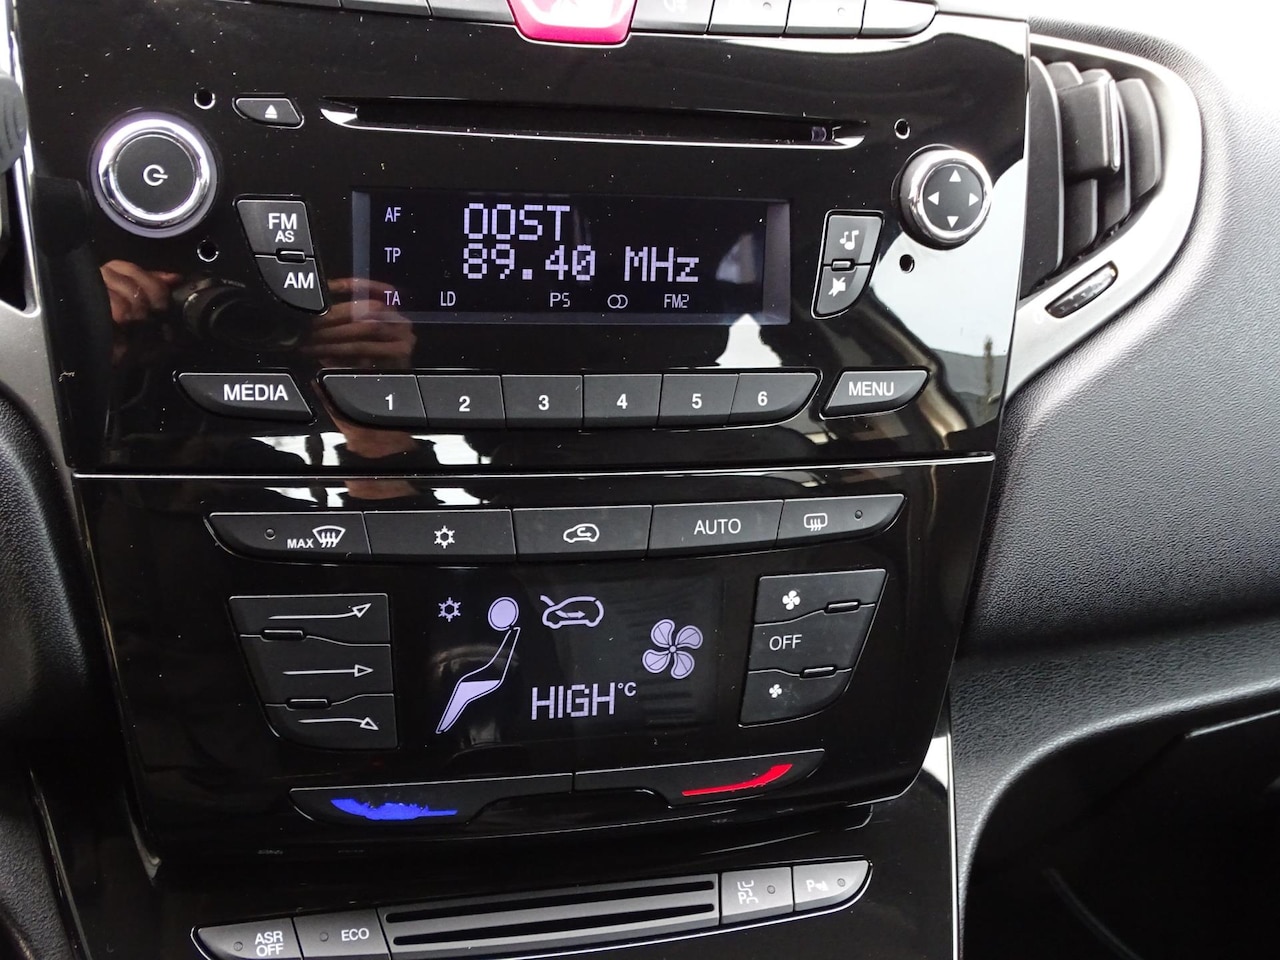 FM
AS
AM
AF
TP
TA
OOST
89.40 MHz
LD PS FM2
MÉDIA
1 2 3 4 5 6
MENU
MAX
AUTO
OFF
HIGH°C
ASR
OFF
ECO
P
P